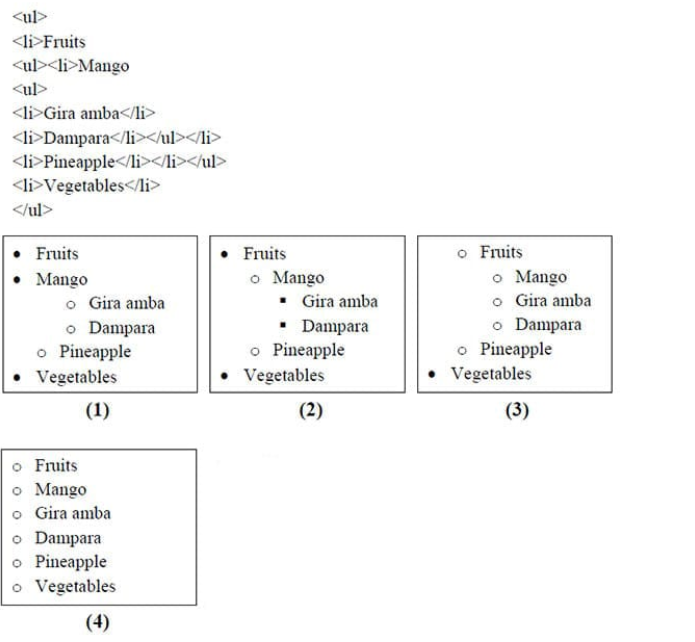 <ul>
<li>Fruits
<ul><li>Mango
<ul>
<li>Gira amba</li>
<li>Dampara</li></ul></li>
<li>Pineapple</li></li></ul>
<li>Vegetables</li>
</ul>
• Fruits
• Mango
○ Gira amba
○ Dampara
○ Pineapple
• Vegetables
(1)
• Fruits
○ Mango
▪ Gira amba
▪ Dampara
○ Pineapple
• Vegetables
(2)
○ Fruits
○ Mango
○ Gira amba
○ Dampara
○ Pineapple
• Vegetables
(3)
○ Fruits
○ Mango
○ Gira amba
○ Dampara
○ Pineapple
○ Vegetables
(4)